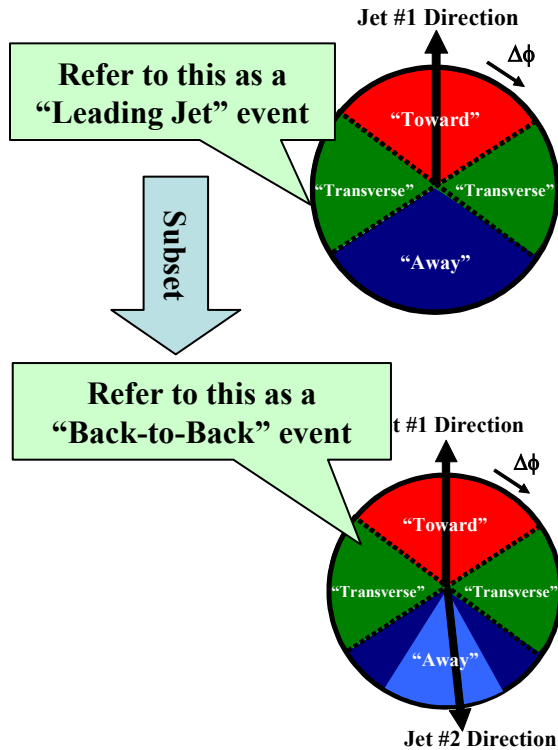 Jet #1 Direction
Δϕ
Refer to this as a
“Leading Jet” event
“Toward”
“Transverse” “Transverse”
“Away”
Subset
Refer to this as a
“Back-to-Back” event
t #1 Direction
Δϕ
“Toward”
“Transverse” “Transverse”
“Away”
Jet #2 Direction